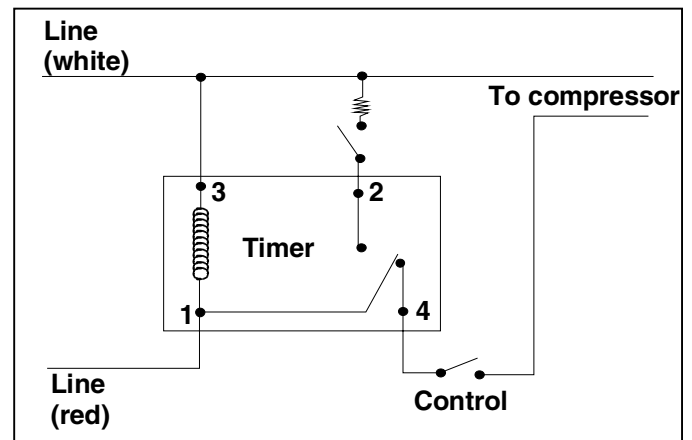 Line
(white)
To compressor
3
2
Timer
1
4
Line
(red)
Control